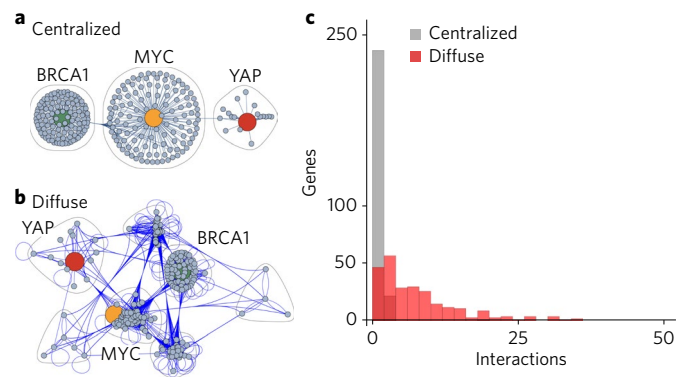 a
Centralized
MYC
BRCA1
YAP
b Diffuse
YAP
BRCA1
MYC
c
250
Centralized
Diffuse
Genes
100
50
0
0
25
50
Interactions